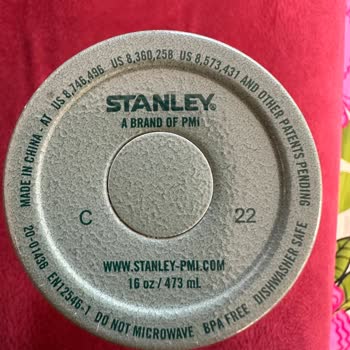 MADE IN CHINA. AT US 8,746,496 US 8,360,258 US 8,573,431 AND OTHER PATENTS PENDING
STANLEY®
A BRAND OF PMi
C 22
WWW.STANLEY-PMI.COM
16 oz / 473 mL
20-01436 EN12546-1 DO NOT MICROWAVE BPA FREE DISHWASHER SAFE